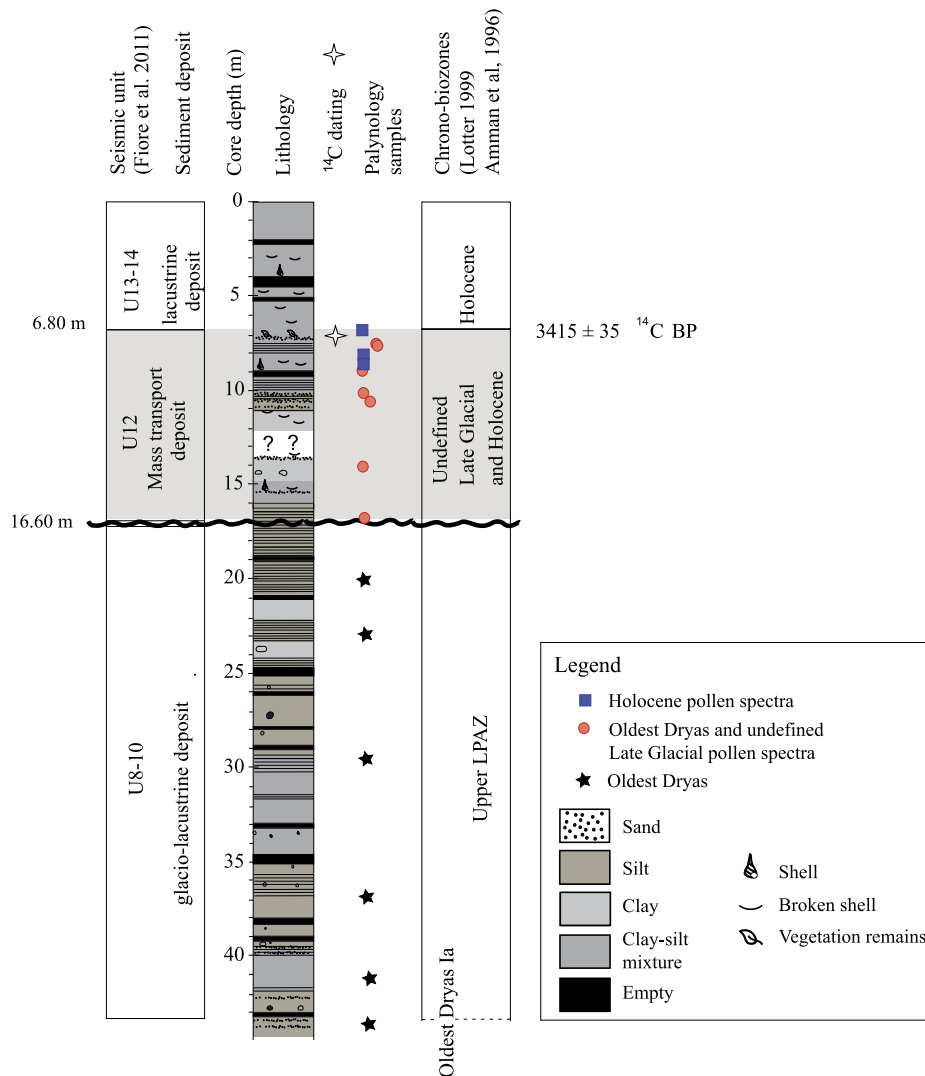 Seismic unit
(Fiore et al. 2011)
Sediment deposit
Core depth (m)
Lithology
14C dating
Palynology
samples
Chrono-biozones
(Lotter 1999
Amman et al, 1996)
0
5
10
15
20
25
30
35
40
U13-14
lacustrine
deposit
Holocene
6.80 m
3415 ± 35 14C BP
U12
Mass transport
deposit
? ?
Undefined
Late Glacial
and Holocene
16.60 m
U8-10
glacio-lacustrine deposit
Upper LPAZ
Oldest Dryas Ia
Legend
Holocene pollen spectra
Oldest Dryas and undefined
Late Glacial pollen spectra
Oldest Dryas
Sand
Silt
Clay
Clay-silt
mixture
Empty
Shell
Broken shell
Vegetation remains